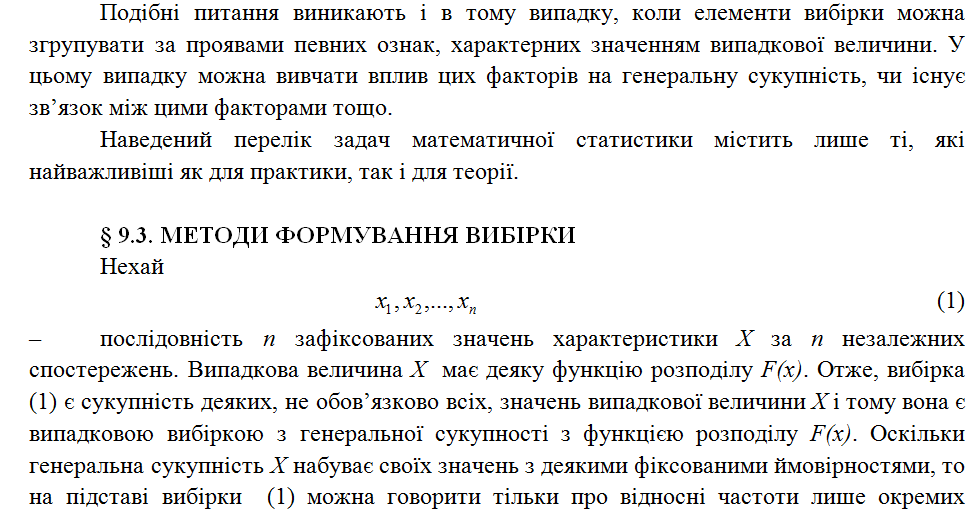 Подібні питання виникають і в тому випадку, коли елементи вибірки можна
згрупувати за проявами певних ознак, характерних значенням випадкової величини. У
цьому випадку можна вивчати вплив цих факторів на генеральну сукупність, чи існує
зв’язок між цими факторами тощо.
Наведений перелік задач математичної статистики містить лише ті, які
найважливіші як для практики, так і для теорії.
§ 9.3. МЕТОДИ ФОРМУВАННЯ ВИБІРКИ
Нехай
x₁, x₂,..., xₙ (1)
– послідовність n зафіксованих значень характеристики X за n незалежних
спостережень. Випадкова величина X має деяку функцію розподілу F(x). Отже, вибірка
(1) є сукупність деяких, не обов’язково всіх, значень випадкової величини X і тому вона є
випадковою вибіркою з генеральної сукупності з функцією розподілу F(x). Оскільки
генеральна сукупність X набуває своїх значень з деякими фіксованими ймовірностями, то
на підставі вибірки (1) можна говорити тільки про відносні частоти лише окремих